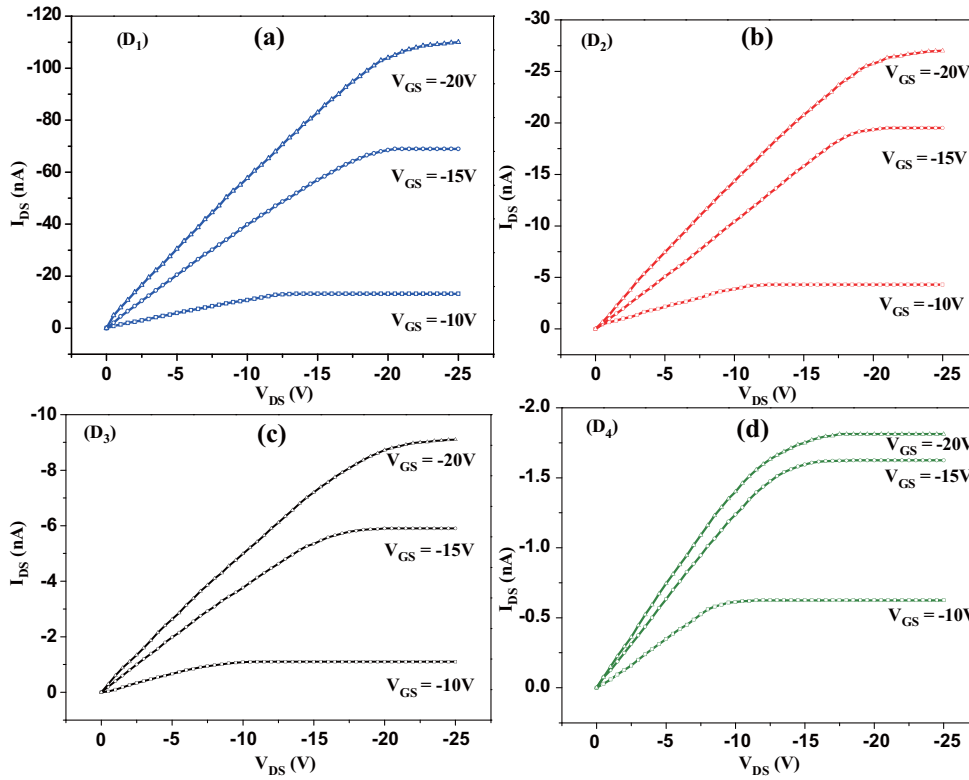 (D1) (a)
-120
-100
-80
-60
-40
-20
0
IDS (nA)
VGS = -20V
VGS = -15V
VGS = -10V
0 -5 -10 -15 -20 -25
VDS (V)
(D2) (b)
-30
-25
-20
-15
-10
-5
-0
IDS (nA)
VGS = -20V
VGS = -15V
VGS = -10V
0 -5 -10 -15 -20 -25
VDS (V)
(D3) (c)
-10
-8
-6
-4
-2
0
IDS (nA)
VGS = -20V
VGS = -15V
VGS = -10V
0 -5 -10 -15 -20 -25
VDS (V)
(D4) (d)
-2.0
-1.5
-1.0
-0.5
0.0
IDS (nA)
VGS = -20V
VGS = -15V
VGS = -10V
0 -5 -10 -15 -20 -25
VDS (V)